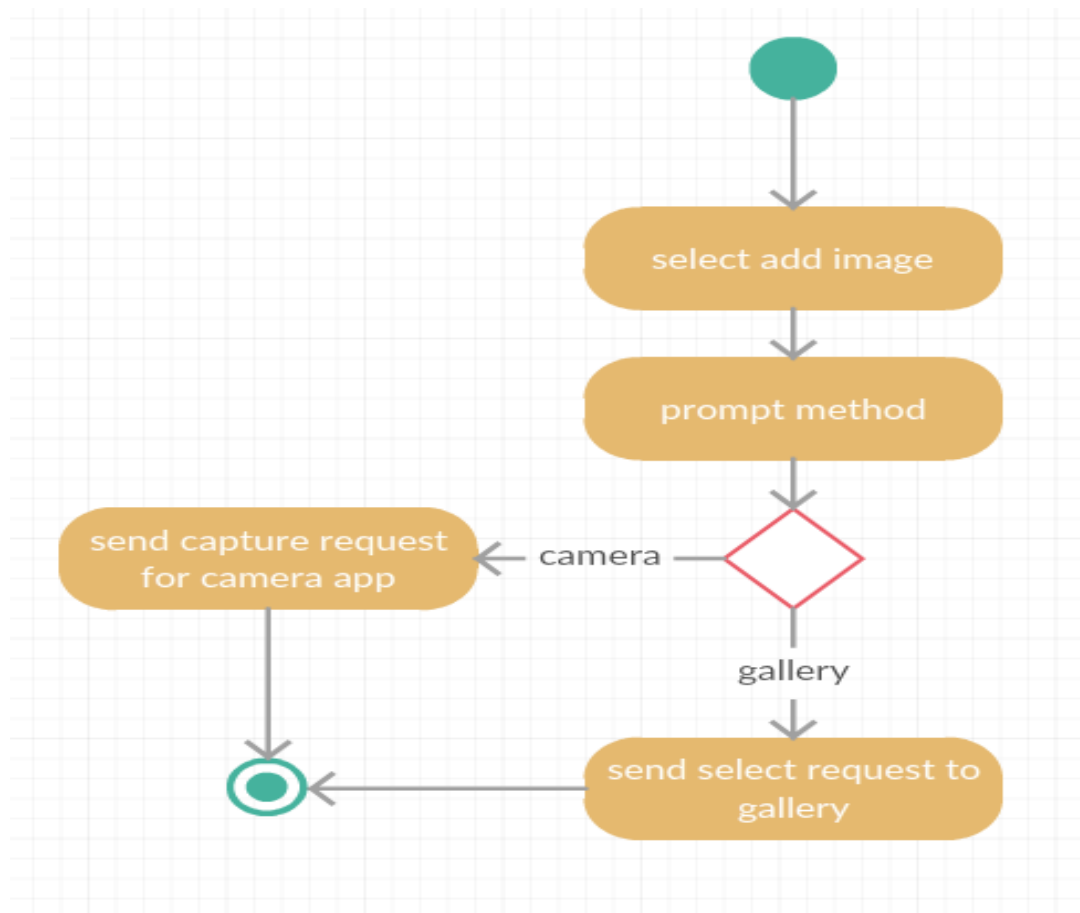 select add image
prompt method
camera
send capture request
for camera app
gallery
send select request to
gallery